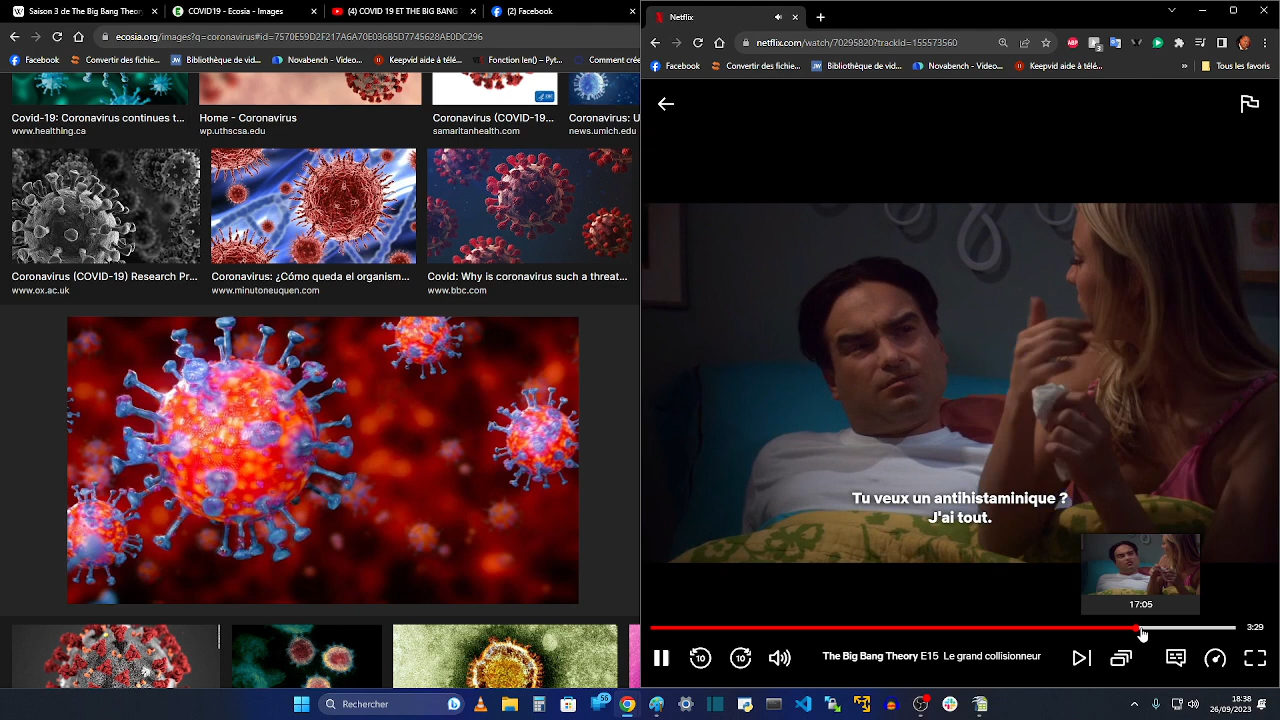 Saison 3 de The Big Bang Theor
COVID19 - Ecosia - Images
(4) COVID 19 ET THE BIG BANG
(2) Facebook
ecosia.org/images?q=coronavirus#id=7570E59D2F217A6A70E036B5D7745628AE0DC296
Facebook
Convertir des fichie...
Bibliothèque de vid...
Novabench - Videο...
Keepvid aide à télé...
Fonction len() – Pyt...
Comment crée
Covid-19: Coronavirus continues t...
www.healthing.ca
Home - Coronavirus
wp.uthscsa.edu
Coronavirus (COVID-19...
samaritanhealth.com
Coronavirus: U
news.umich.edu
Coronavirus (COVID-19) Research Pr...
www.ox.ac.uk
Coronavirus: ¿Cómo queda el organism...
www.minutoneuquen.com
Covid: Why is coronavirus such a threat...
www.bbc.com
Netflix
netflix.com/watch/70295820?trackId=155573560
Facebook
Convertir des fichie...
Bibliothèque de vid...
Novabench - Video...
Keepvid aide à télé...
»
Tous les favoris
Tu veux un antihistaminique ?
J'ai tout.
17:05
3:29
10
10
The Big Bang Theory E15 Le grand collisionneur
Rechercher
56
18:38
26/09/2023